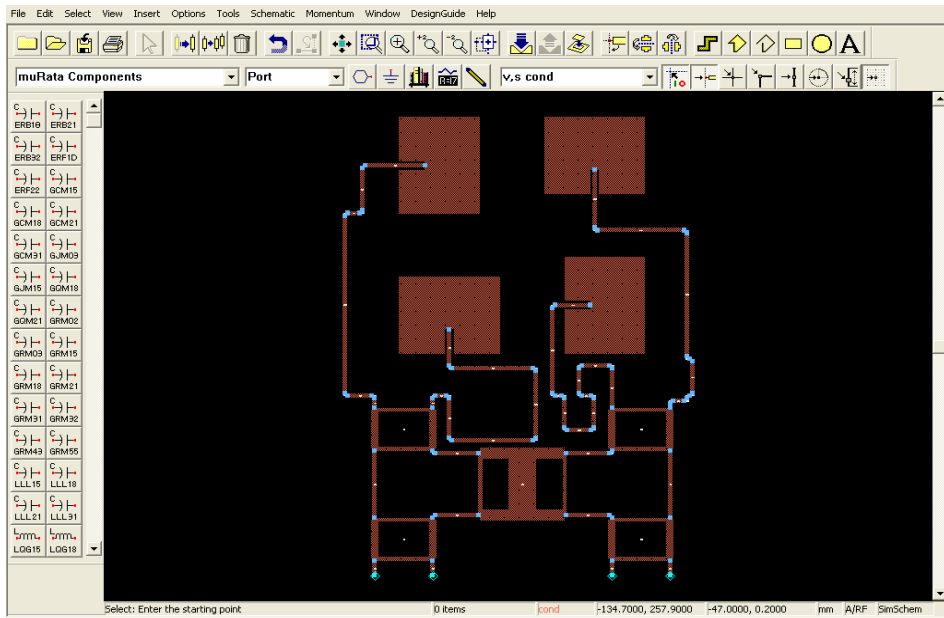 File Edit Select View Insert Options Tools Schematic Momentum Window DesignGuide Help
A
muRata Components Port v,s cond
C C
ERB18 ERB21
C C
ERB32 ERF1D
C C
ERF22 GCM15
C C
GCM18 GCM21
C C
GCM31 GJM03
C C
GJM15 GQM18
C C
GQM21 GRM02
C C
GRM03 GRM15
C C
GRM18 GRM21
C C
GRM31 GRM32
C C
GRM43 GRM55
C C
LLL15 LLL18
C C
LLL21 LLL31
L L
LQG15 LQG18
Select: Enter the starting point 0 items cond -134.7000, 257.9000 -47.0000, 0.2000 mm A/RF SimSchem